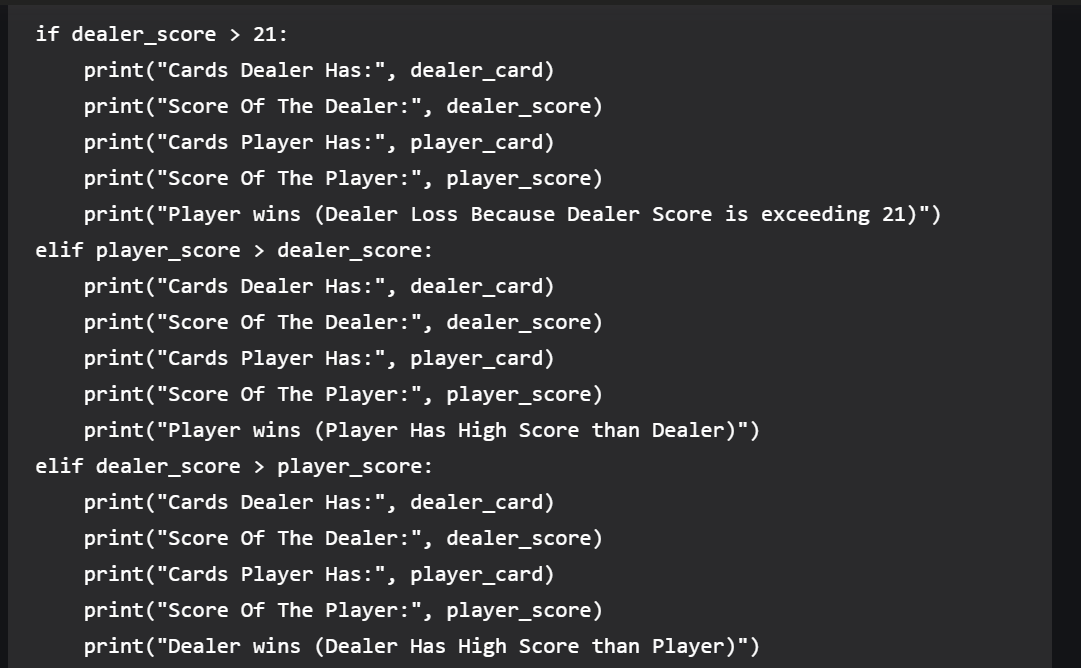 if dealer_score > 21:
    print("Cards Dealer Has:", dealer_card)
    print("Score Of The Dealer:", dealer_score)
    print("Cards Player Has:", player_card)
    print("Score Of The Player:", player_score)
    print("Player wins (Dealer Loss Because Dealer Score is exceeding 21)")
elif player_score > dealer_score:
    print("Cards Dealer Has:", dealer_card)
    print("Score Of The Dealer:", dealer_score)
    print("Cards Player Has:", player_card)
    print("Score Of The Player:", player_score)
    print("Player wins (Player Has High Score than Dealer)")
elif dealer_score > player_score:
    print("Cards Dealer Has:", dealer_card)
    print("Score Of The Dealer:", dealer_score)
    print("Cards Player Has:", player_card)
    print("Score Of The Player:", player_score)
    print("Dealer wins (Dealer Has High Score than Player)")